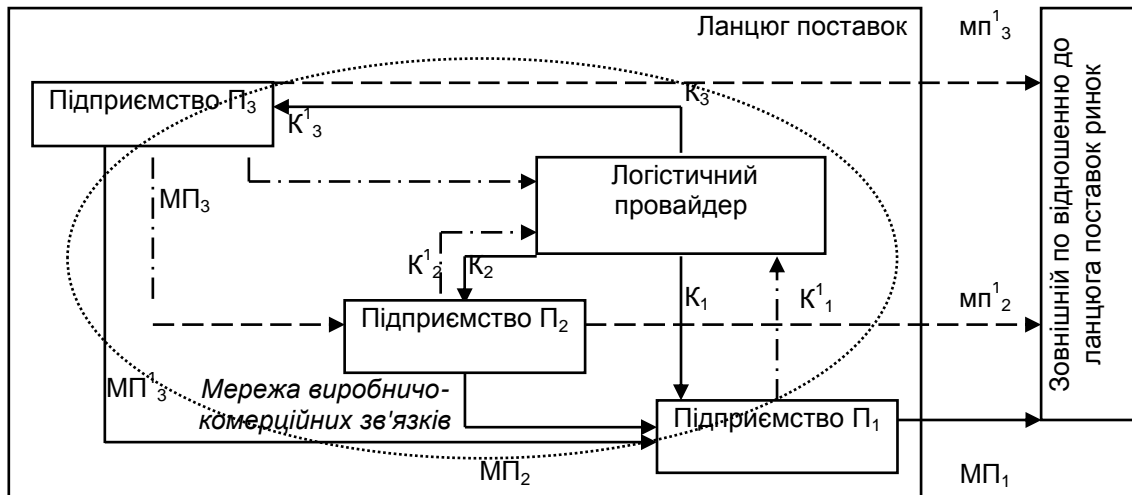 Ланцюг поставок
мп¹₃
Підприємство П₃
К₃
К¹₃
Зовнішній по відношенню до
ланцюга поставок ринок
Логістичний
провайдер
МП₃
К¹₂
К₂
К₁
К¹₁
мп¹₂
Підприємство П₂
МП¹₃
Мережа виробничо-
комерційних зв'язків
Підприємство П₁
МП₂
МП₁